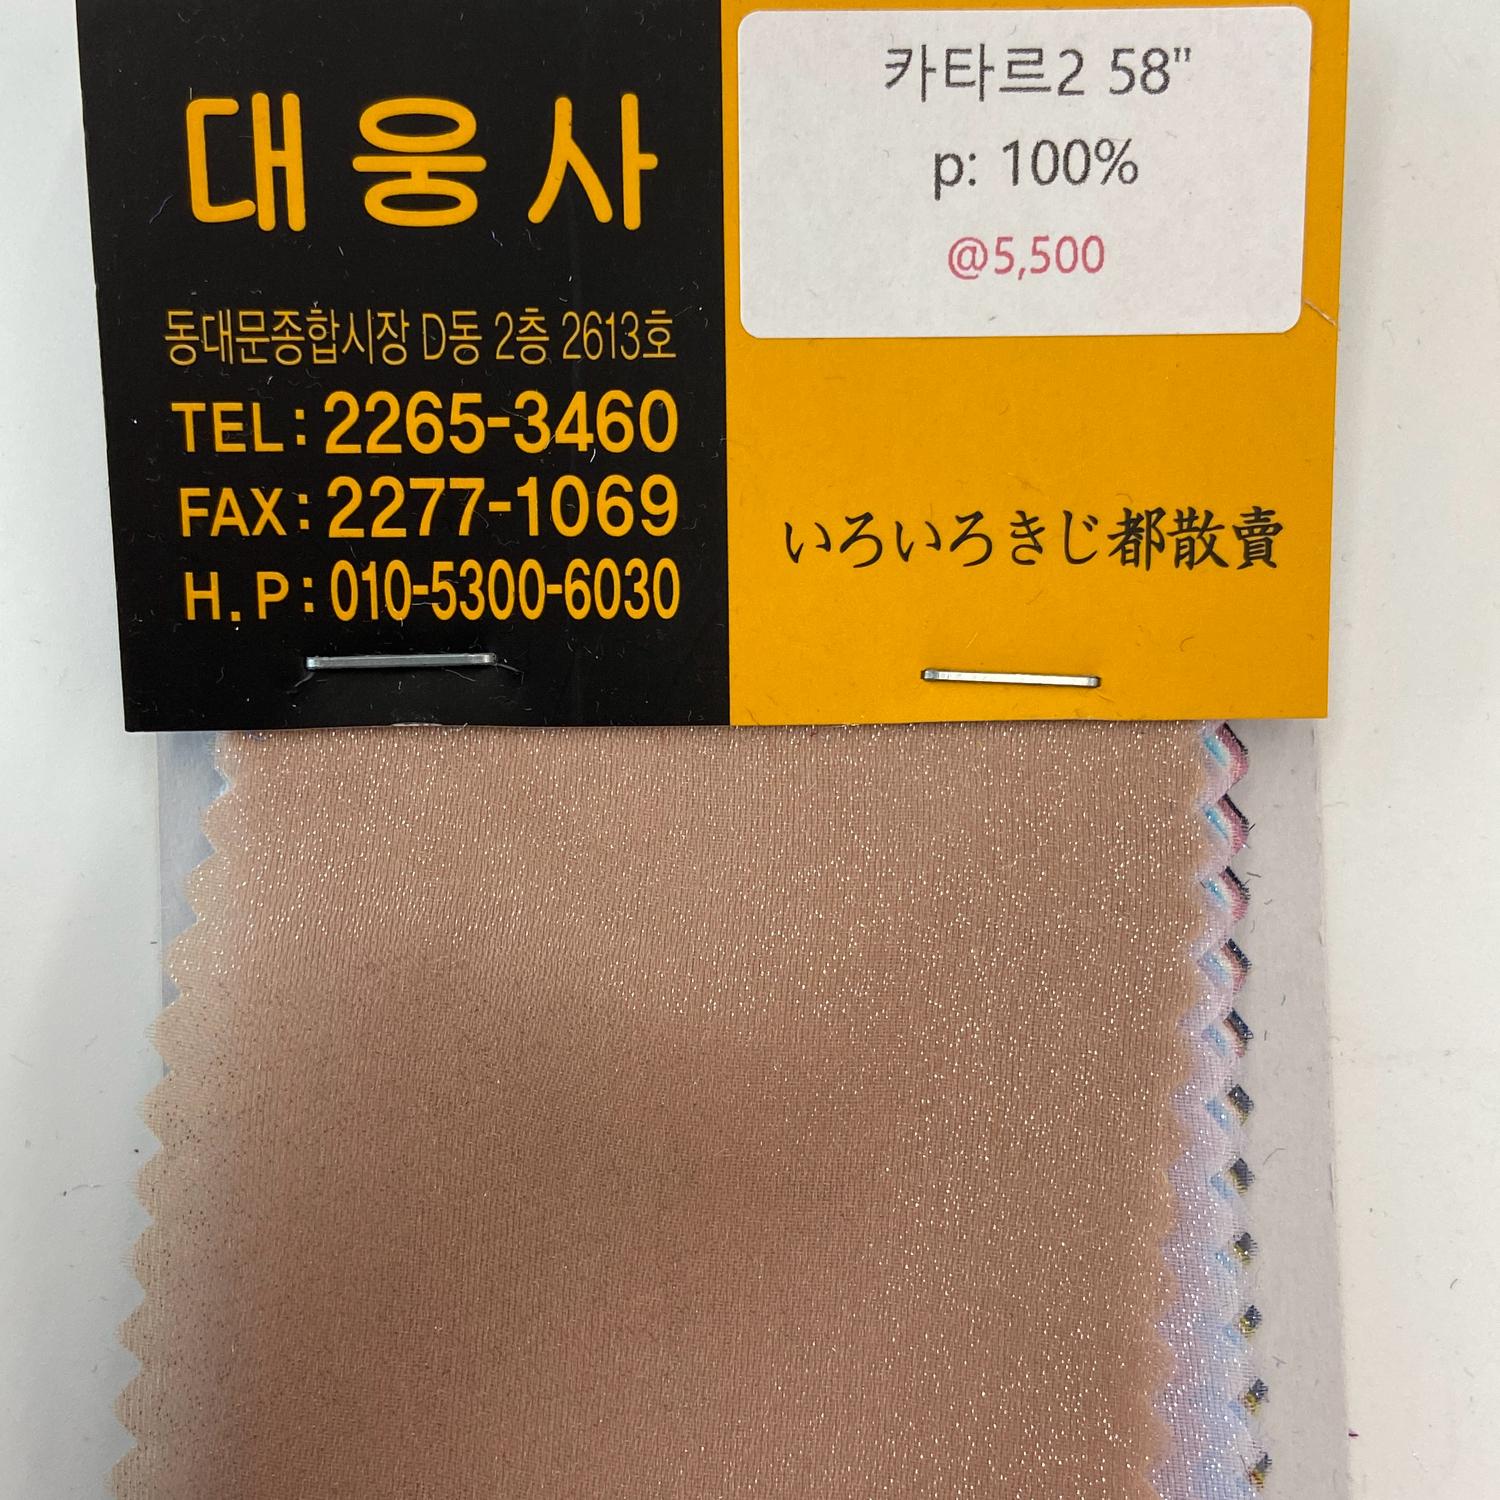 대웅사
동대문종합시장 D동 2층 2613호
TEL: 2265-3460
FAX: 2277-1069
H.P: 010-5300-6030
카타르2 58"
p: 100%
@5,500
いろいろきじ都散賣